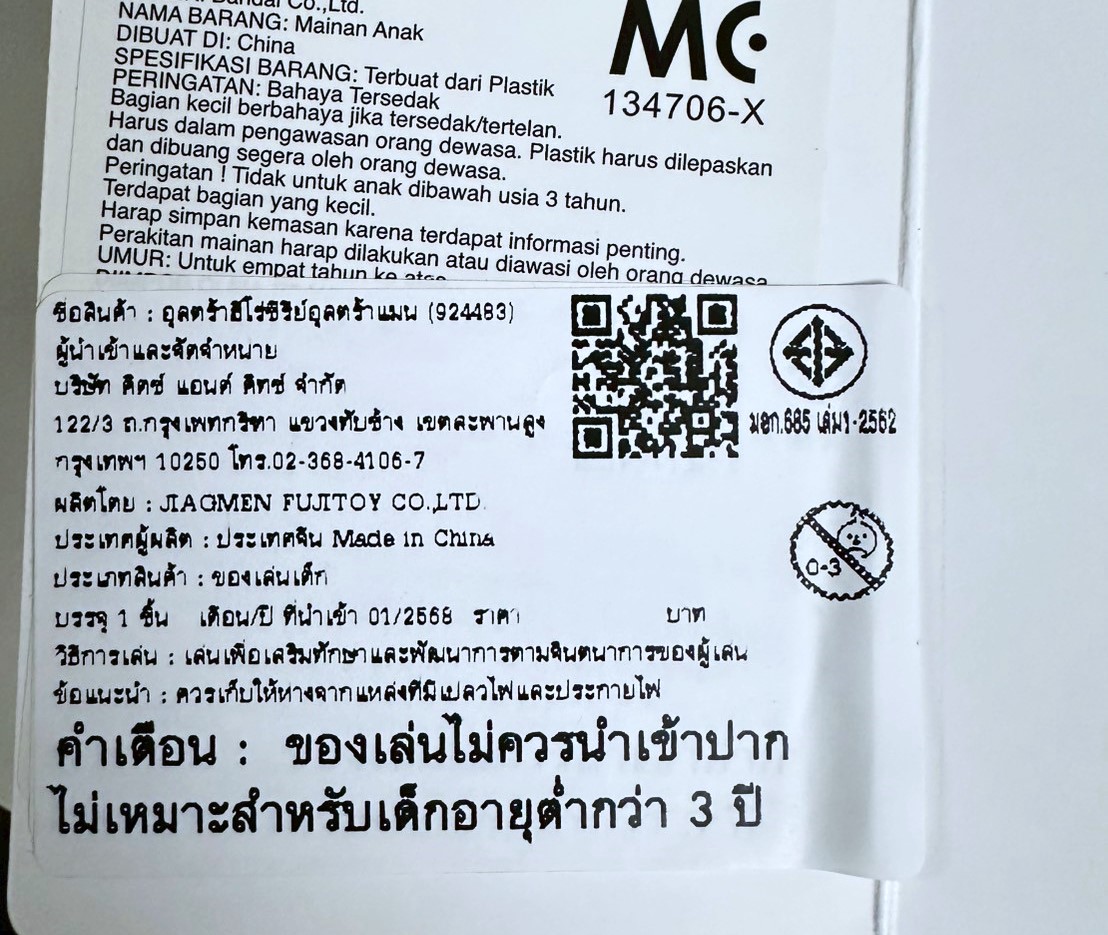 Bandai Co.,Ltd.
NAMA BARANG: Mainan Anak
DIBUAT DI: China
SPESIFIKASI BARANG: Terbuat dari Plastik
PERINGATAN: Bahaya Tersedak
Bagian kecil berbahaya jika tersedak/tertelan.
Harus dalam pengawasan orang dewasa. Plastik harus dilepaskan
dan dibuang segera oleh orang dewasa.
Peringatan ! Tidak untuk anak dibawah usia 3 tahun.
Terdapat bagian yang kecil.
Harap simpan kemasan karena terdapat informasi penting.
Perakitan mainan harap dilakukan atau diawasi oleh orang dewasa
UMUR: Untuk empat tahun ke atas
MC
134706-X
ชื่อสินค้า : อุลตร้าฮีโร่ซีรีย์อุลตร้าแมน (924483)
ผู้นำเข้าและจัดจำหน่าย
บริษัท คิดซ์ แอนด์ คิทซ์ จำกัด
122/3 ถ.กรุงเทพกรีฑา แขวงทับช้าง เขตสะพานสูง
กรุงเทพฯ 10250 โทร.02-368-4106-7
ผลิตโดย : JIAGMEN FUJITOY CO.,LTD.
ประเทศผู้ผลิต : ประเทศจีน Made in China
ประเภทสินค้า : ของเล่นเด็ก
บรรจุ 1 ชิ้น เดือน/ปี ที่นำเข้า 01/2568 ราคา บาท
วิธีการเล่น : เล่นเพื่อเสริมทักษะและพัฒนาการตามจินตนาการของผู้เล่น
ข้อแนะนำ : ควรเก็บให้ห่างจากแหล่งที่มีเปลวไฟและประกายไฟ
คำเตือน : ของเล่นไม่ควรนำเข้าปาก
ไม่เหมาะสำหรับเด็กอายุต่ำกว่า 3 ปี
มอก.685 เล่ม1-2562
0-3